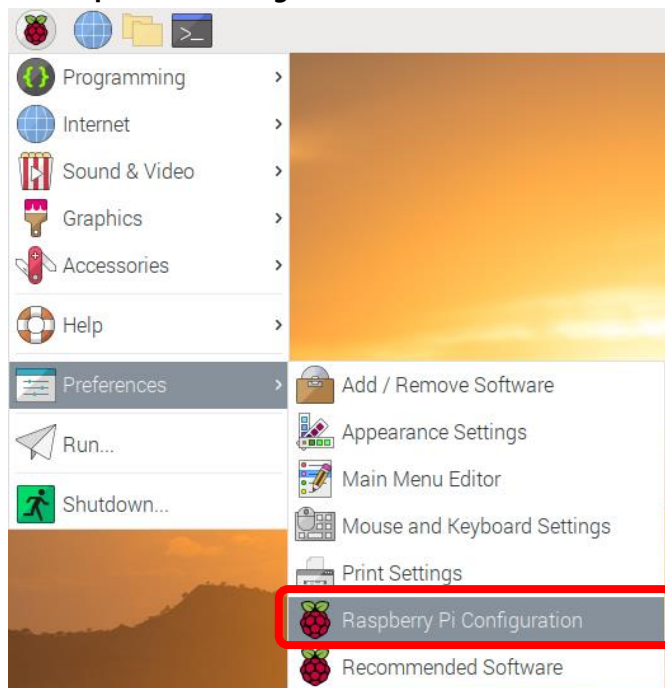 >_
Programming
Internet
Sound & Video
Graphics
Accessories
Help
Preferences
Add / Remove Software
Run...
Appearance Settings
Main Menu Editor
Shutdown...
Mouse and Keyboard Settings
Print Settings
Raspberry Pi Configuration
Recommended Software